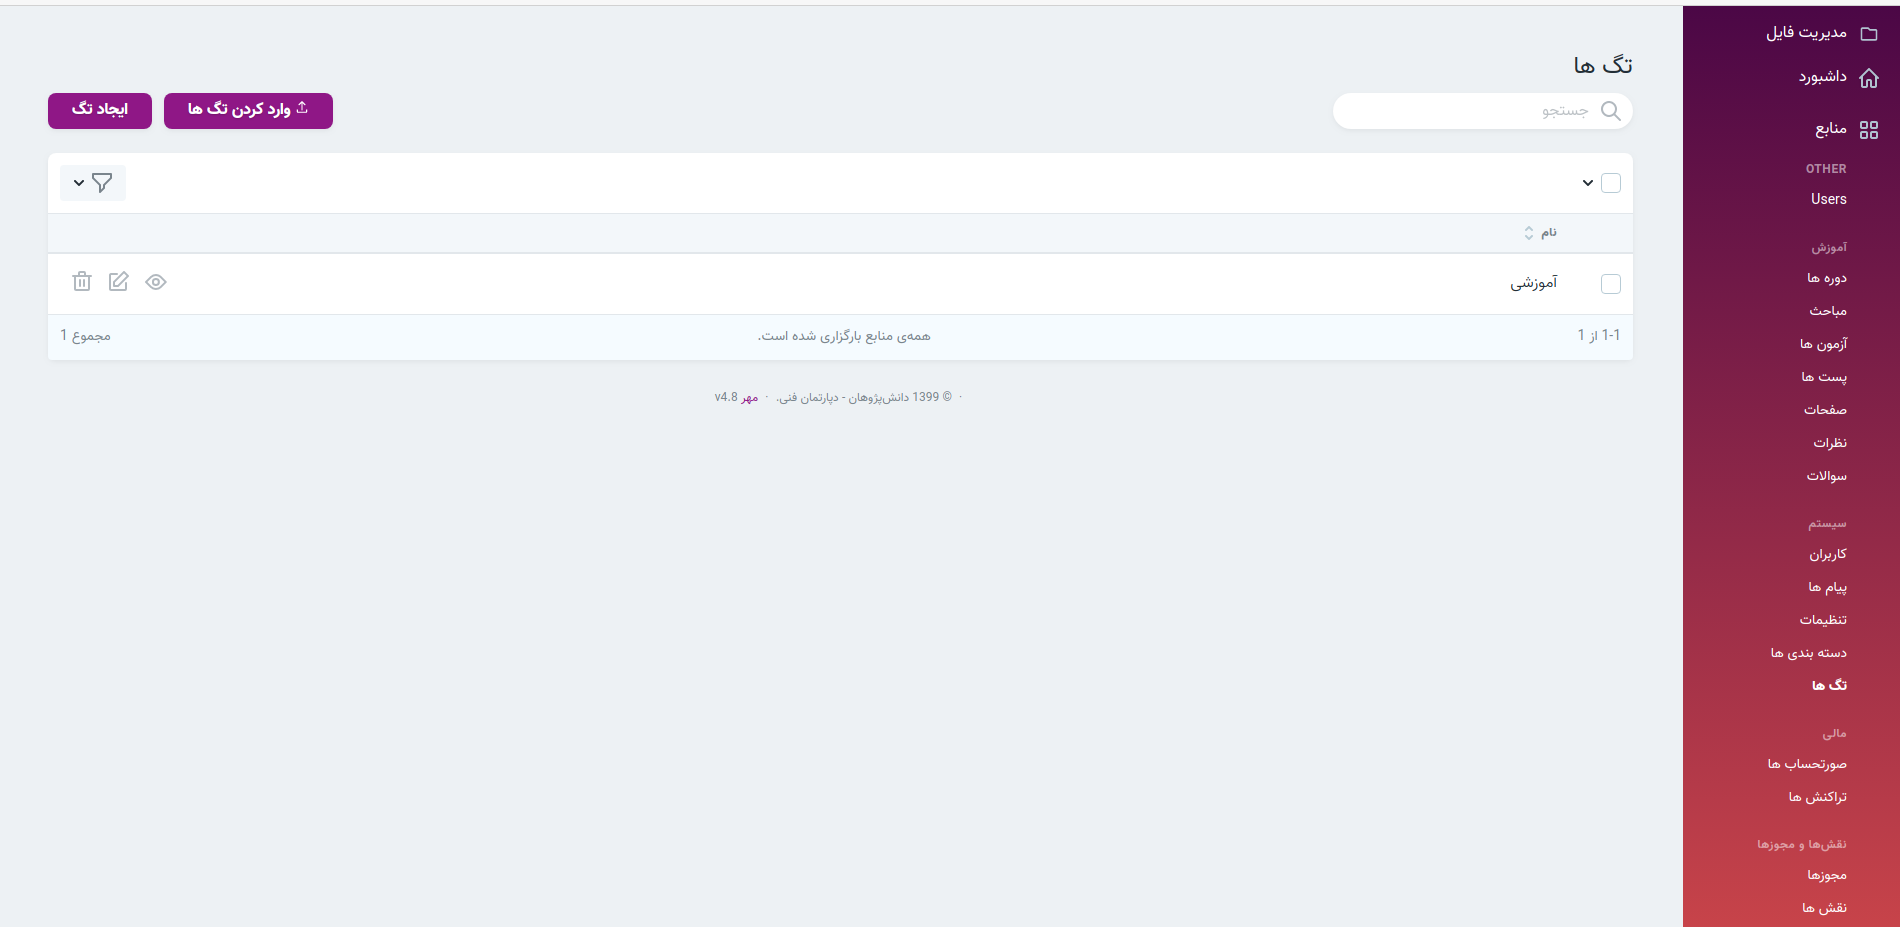 مدیریت فایل
داشبورد
منابع
OTHER
Users
آموزش
دوره ها
مباحث
آزمون ها
پست ها
صفحات
نظرات
سوالات
سیستم
کاربران
پیام ها
تنظیمات
دسته بندی ها
تگ ها
مالی
صورتحساب ها
تراکنش ها
نقش‌ها و مجوزها
مجوزها
نقش ها
تگ ها
جستجو
وارد کردن تگ ها
ایجاد تگ
نام
آموزشی
1-1 از 1
همه‌ی منابع بارگزاری شده است.
مجموع 1
· © 1399 دانش‌پژوهان - دپارتمان فنی. · مهر v4.8